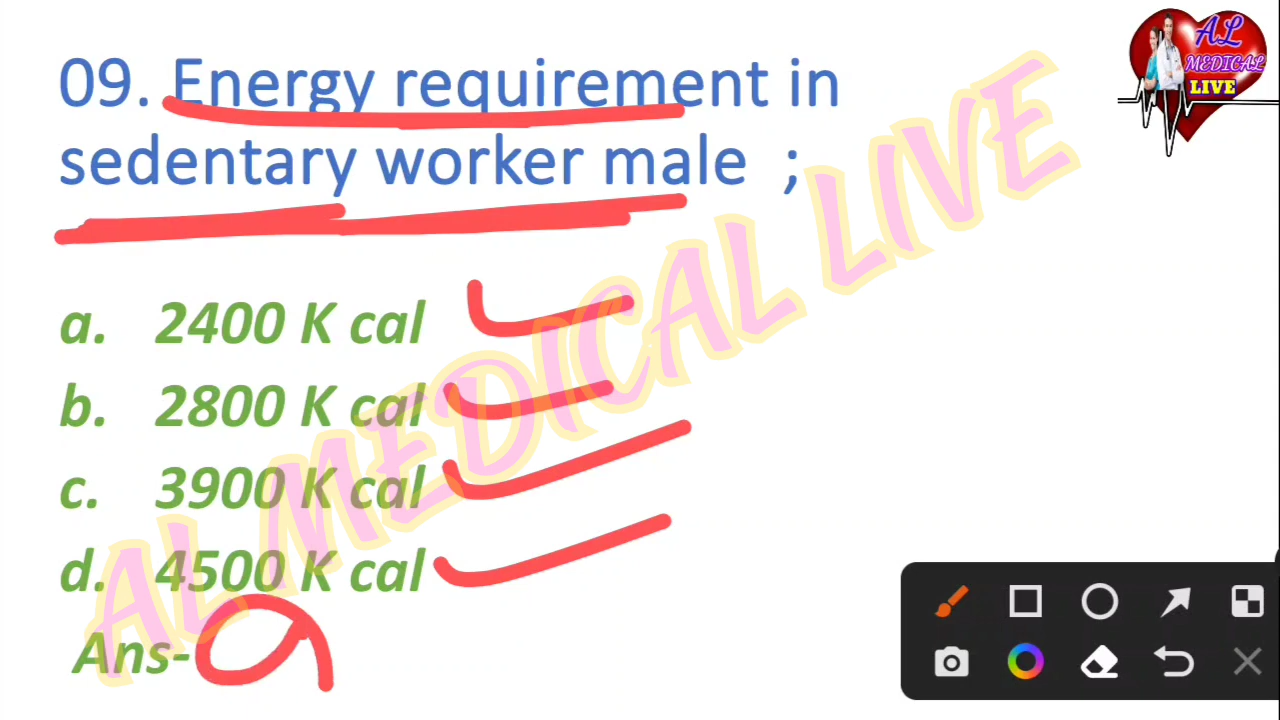 09. Energy requirement in
sedentary worker male ;
a. 2400 K cal
b. 2800 K cal
c. 3900 K cal
d. 4500 K cal
Ans- a
AL MEDICAL LIVE
AL
MEDICAL
LIVE